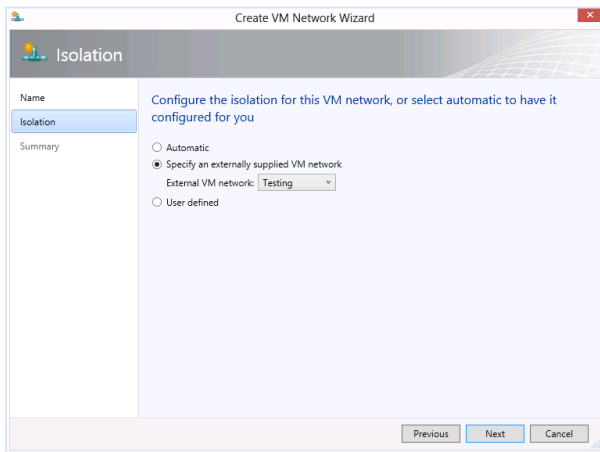 Create VM Network Wizard
Isolation
Name
Isolation
Summary
Configure the isolation for this VM network, or select automatic to have it
configured for you
Automatic
Specify an externally supplied VM network
External VM network: Testing
User defined
Previous Next Cancel